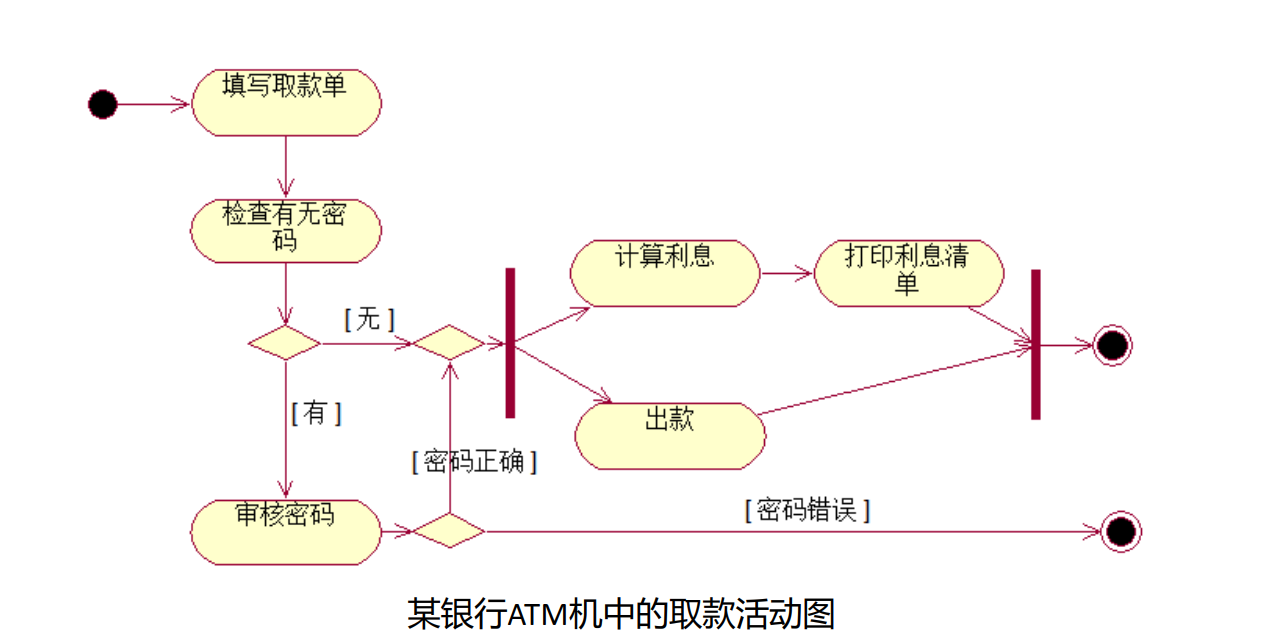 填写取款单
检查有无密
码
计算利息
打印利息清
单
[ 无 ]
[ 有 ]
出款
[ 密码正确 ]
审核密码
[ 密码错误 ]
某银行ATM机中的取款活动图